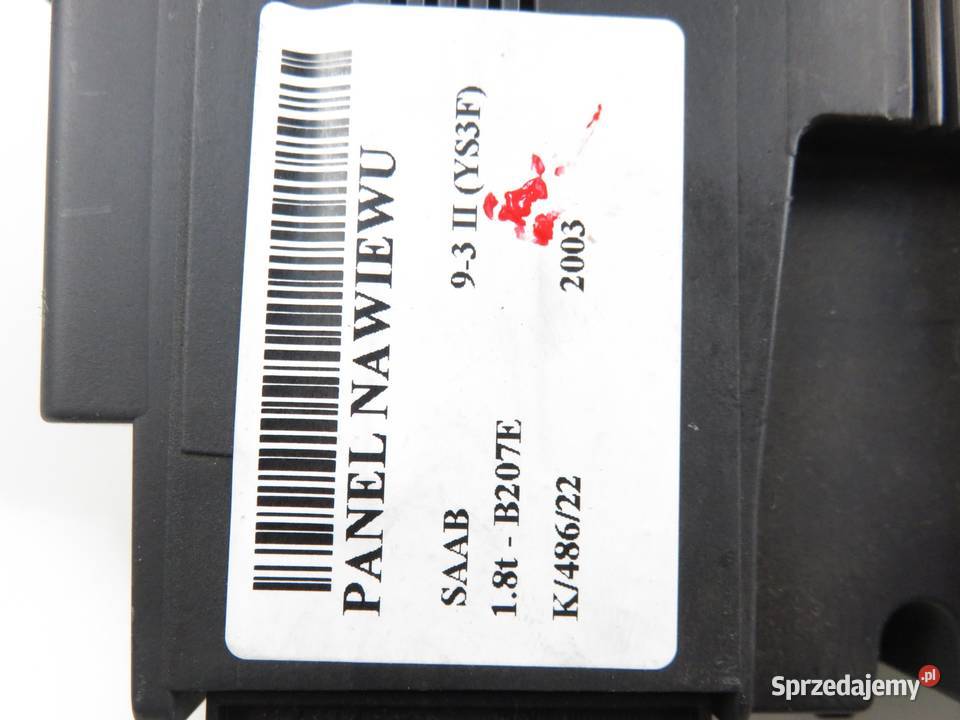 PANEL NAWIEWU
SAAB 9-3 II (YS3F)
1.8t - B207E
K/486/22 2003
Sprzedajemy.pl